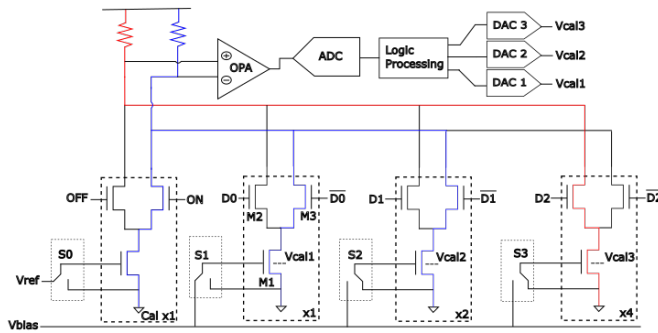 DAC 3 Vcal3
OPA ADC Logic Processing DAC 2 Vcal2
DAC 1 Vcal1
OFF ON D0 M2 M3 D0 D1 D1 D2 D2
S0 S1 Vcal1 S2 Vcal2 S3 Vcal3
Vref M1
Cal x1 x1 x2 x4
Vbias